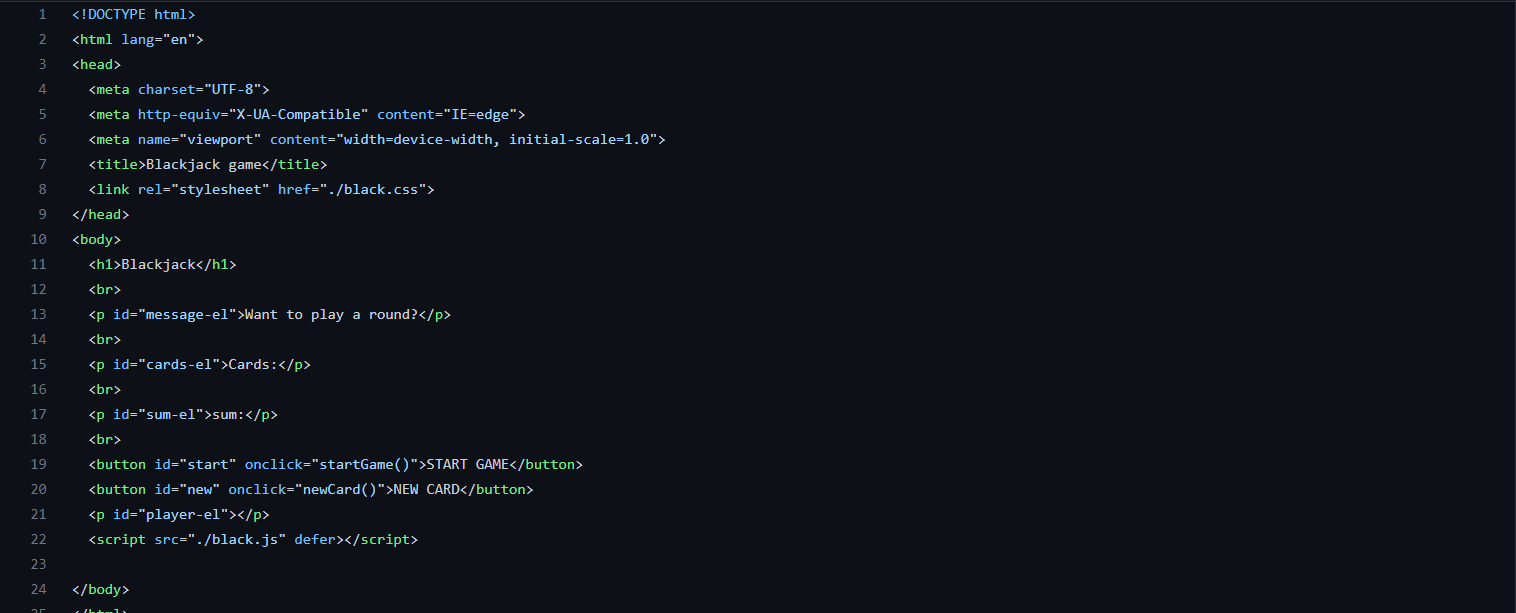 1 <!DOCTYPE html>
2 <html lang="en">
3 <head>
4 <meta charset="UTF-8">
5 <meta http-equiv="X-UA-Compatible" content="IE=edge">
6 <meta name="viewport" content="width=device-width, initial-scale=1.0">
7 <title>Blackjack game</title>
8 <link rel="stylesheet" href="./black.css">
9 </head>
10 <body>
11 <h1>Blackjack</h1>
12 <br>
13 <p id="message-el">Want to play a round?</p>
14 <br>
15 <p id="cards-el">Cards:</p>
16 <br>
17 <p id="sum-el">sum:</p>
18 <br>
19 <button id="start" onclick="startGame()">START GAME</button>
20 <button id="new" onclick="newCard()">NEW CARD</button>
21 <p id="player-el"></p>
22 <script src="./black.js" defer></script>
23
24 </body>
25 </html>